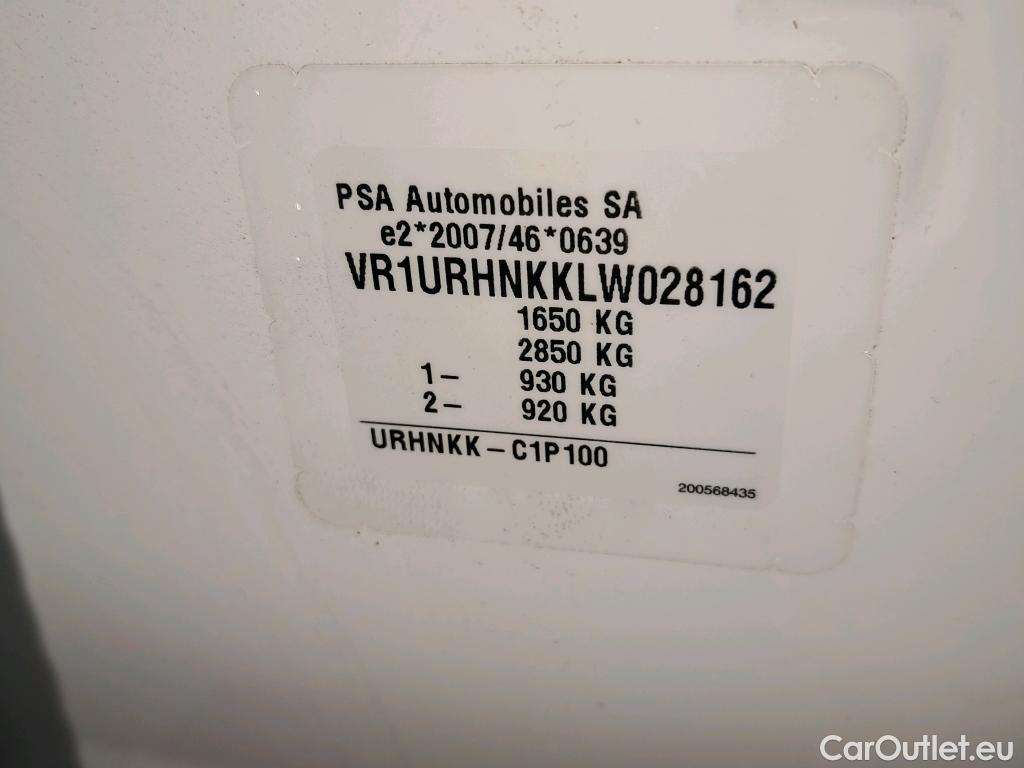 PSA Automobiles SA
e2*2007/46*0639
VR1URHNKKLW028162
1650 KG
2850 KG
1– 930 KG
2– 920 KG
URHNKK – C1P100
200568435
CarOutlet.eu